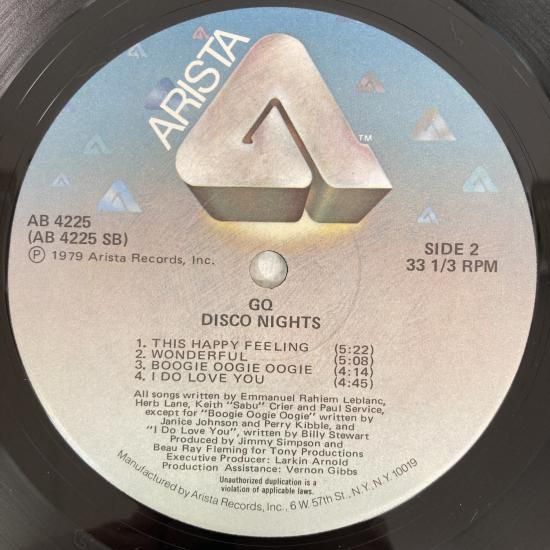 ARISTA
TM
AB 4225
(AB 4225 SB)
Ⓟ 1979 Arista Records, Inc.
SIDE 2
33 1/3 RPM
GQ
DISCO NIGHTS
1. THIS HAPPY FEELING (5:22)
2. WONDERFUL (5:08)
3. BOOGIE OOGIE OOGIE (4:14)
4. I DO LOVE YOU (4:45)
All songs written by Emmanuel Rahiem Leblanc,
Herb Lane, Keith "Sabu" Crier and Paul Service,
except for "Boogie Oogie Oogie" written by
Janice Johnson and Perry Kibble, and
"I Do Love You", written by Billy Stewart
Produced by Jimmy Simpson and
Beau Ray Fleming for Tony Productions
Executive Producer: Larkin Arnold
Production Assistance: Vernon Gibbs
Unauthorized duplication is a
violation of applicable laws.
Manufactured by Arista Records, Inc., 6 W. 57th St., N.Y., N.Y. 10019